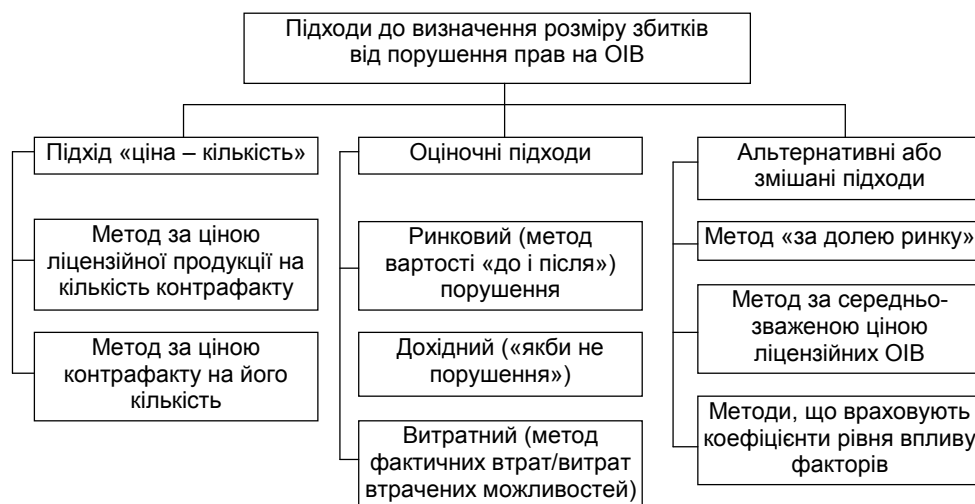 Підходи до визначення розміру збитків
від порушення прав на ОІВ
Підхід «ціна – кількість»
Метод за ціною
ліцензійної продукції на
кількість контрафакту
Метод за ціною
контрафакту на його
кількість
Оціночні підходи
Ринковий (метод
вартості «до і після»)
порушення
Дохідний («якби не
порушення»)
Витратний (метод
фактичних втрат/витрат
втрачених можливостей)
Альтернативні або
змішані підходи
Метод «за долею ринку»
Метод за середньо-
зваженою ціною
ліцензійних ОІВ
Методи, що враховують
коефіцієнти рівня впливу
факторів